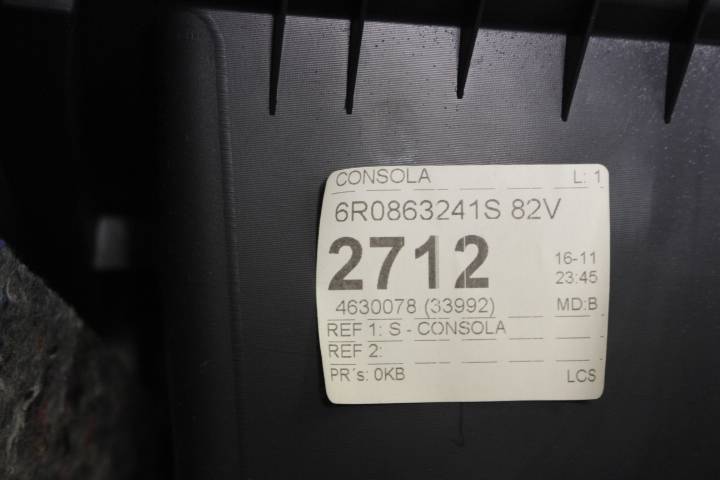 CONSOLA L: 1
6R0863241S 82V
2712 16-11
23:45
4630078 (33992) MD:B
REF 1: S - CONSOLA
REF 2:
PR´s: 0KB LCS